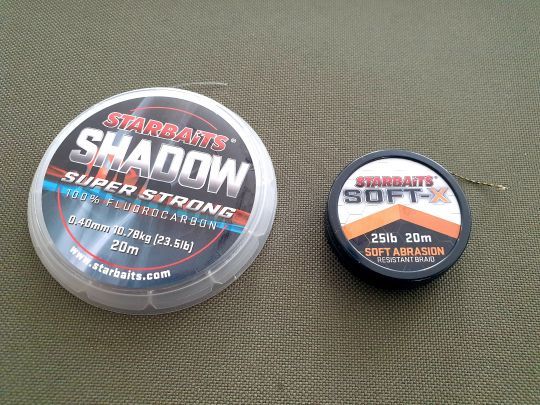 STARBAITS®
SHADOW
SUPER STRONG
100% FLUOROCARBON
0.40mm 10.78kg (23.5lb)
20m
www.starbaits.com
STARBAITS®
SOFT-X
25lb 20m
SOFT ABRASION
RESISTANT BRAID